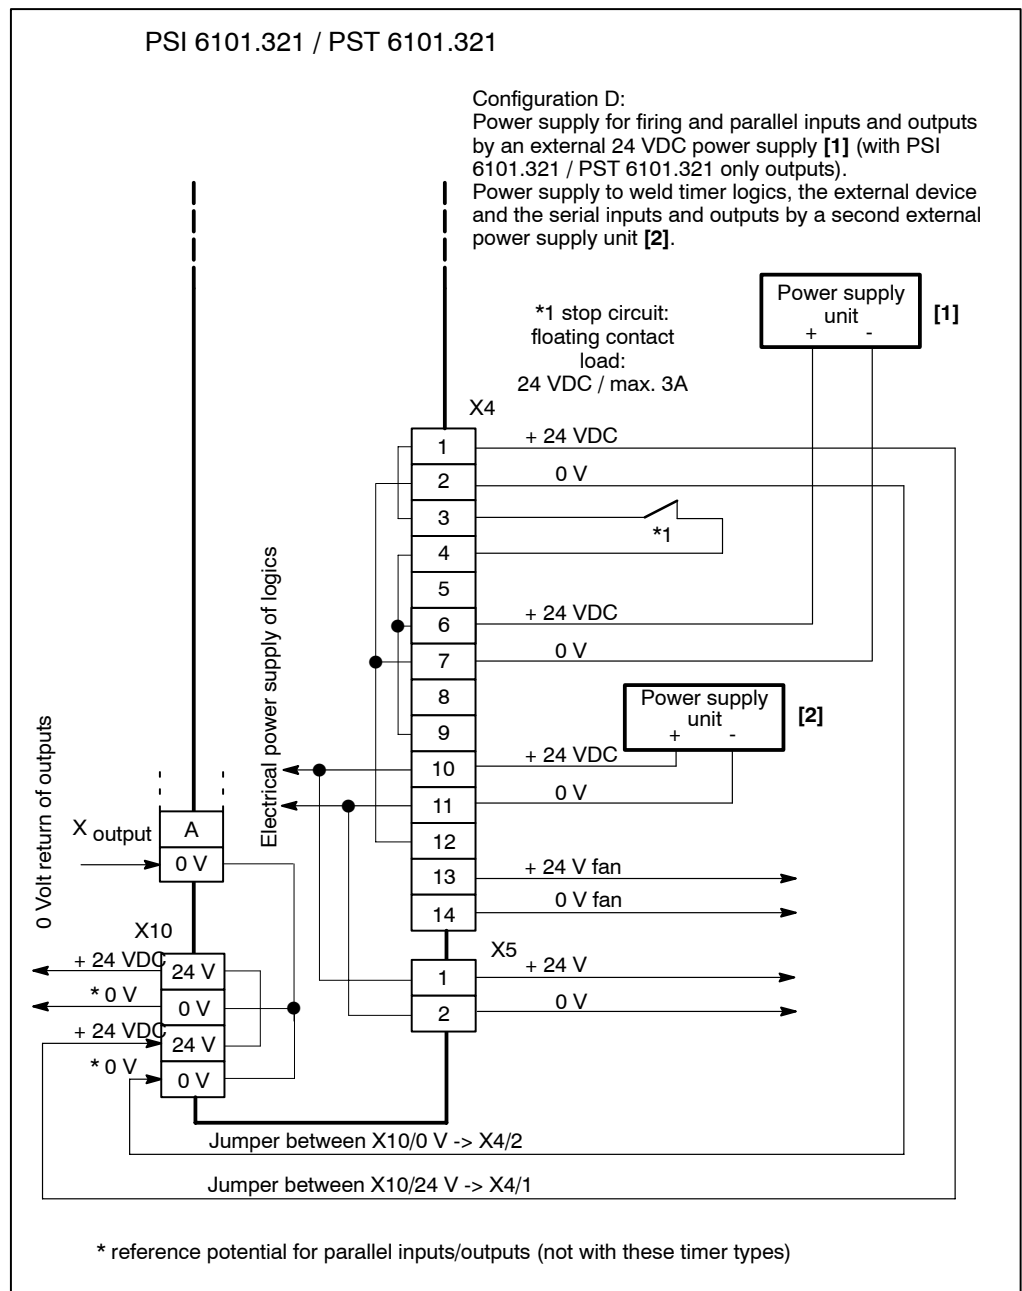 PSI 6101.321 / PST 6101.321
Configuration D:
Power supply for firing and parallel inputs and outputs
by an external 24 VDC power supply [1] (with PSI
6101.321 / PST 6101.321 only outputs).
Power supply to weld timer logics, the external device
and the serial inputs and outputs by a second external
power supply unit [2].
Power supply
unit
+ -
[1]
*1 stop circuit:
floating contact
load:
24 VDC / max. 3A
X4
1
+ 24 VDC
2
0 V
3
*1
4
5
6
+ 24 VDC
7
0 V
8
9
Power supply
unit
+ -
[2]
10
+ 24 VDC
11
0 V
12
13
+ 24 V fan
14
0 V fan
X5
1
+ 24 V
2
0 V
Electrical power supply of logics
0 Volt return of outputs
X output
A
0 V
X10
+ 24 VDC
24 V
* 0 V
0 V
+ 24 VDC
24 V
* 0 V
0 V
Jumper between X10/0 V -> X4/2
Jumper between X10/24 V -> X4/1
* reference potential for parallel inputs/outputs (not with these timer types)